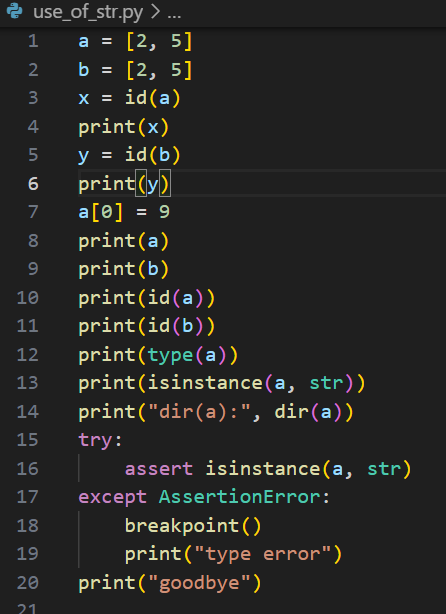 use_of_str.py > ...
1 a = [2, 5]
2 b = [2, 5]
3 x = id(a)
4 print(x)
5 y = id(b)
6 print(y)
7 a[0] = 9
8 print(a)
9 print(b)
10 print(id(a))
11 print(id(b))
12 print(type(a))
13 print(isinstance(a, str))
14 print("dir(a):", dir(a))
15 try:
16     assert isinstance(a, str)
17 except AssertionError:
18     breakpoint()
19     print("type error")
20 print("goodbye")
21